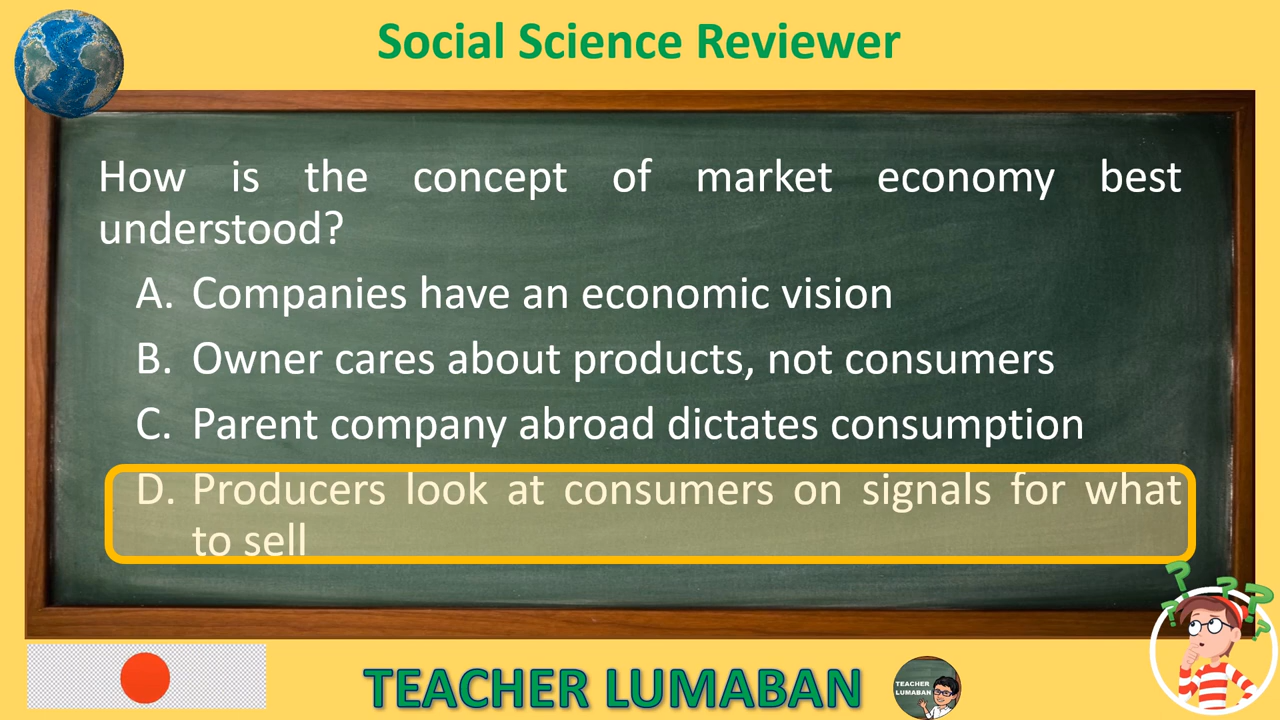 Social Science Reviewer
How is the concept of market economy best
understood?
A. Companies have an economic vision
B. Owner cares about products, not consumers
C. Parent company abroad dictates consumption
D. Producers look at consumers on signals for what
to sell
TEACHER LUMABAN
TEACHER
LUMABAN